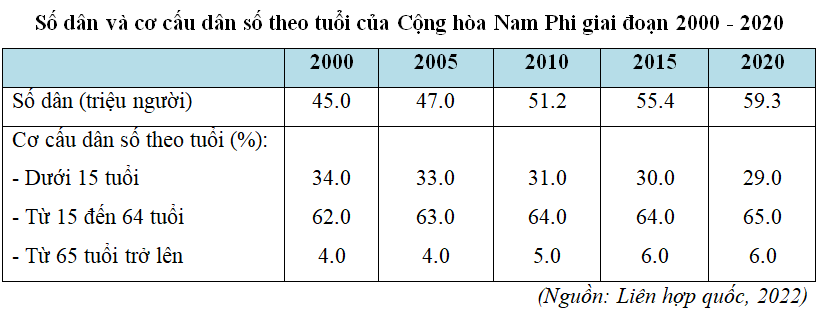 Số dân và cơ cấu dân số theo tuổi của Cộng hòa Nam Phi giai đoạn 2000 - 2020
2000 2005 2010 2015 2020
Số dân (triệu người) 45.0 47.0 51.2 55.4 59.3
Cơ cấu dân số theo tuổi (%):
- Dưới 15 tuổi 34.0 33.0 31.0 30.0 29.0
- Từ 15 đến 64 tuổi 62.0 63.0 64.0 64.0 65.0
- Từ 65 tuổi trở lên 4.0 4.0 5.0 6.0 6.0
(Nguồn: Liên hợp quốc, 2022)